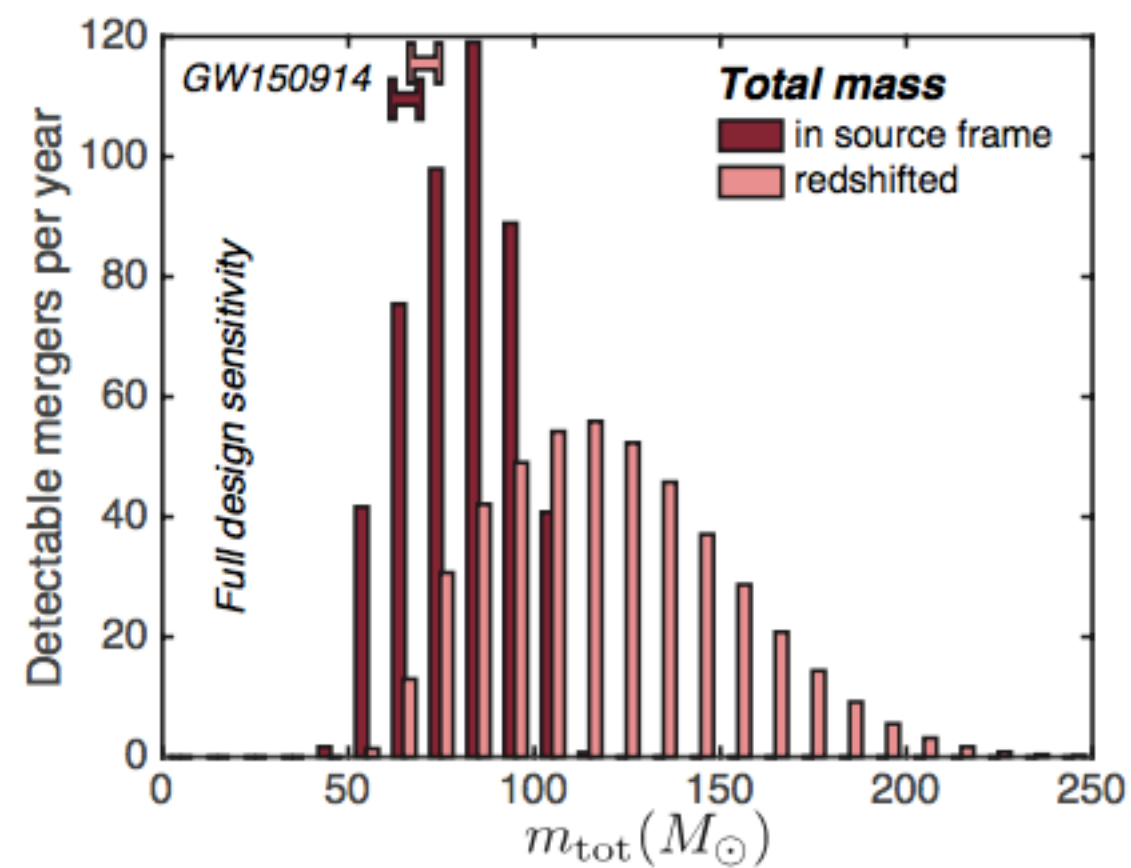 120
100
80
60
40
20
0
Detectable mergers per year
GW150914
Full design sensitivity
Total mass
in source frame
redshifted
0 50 100 150 200 250
m_tot(M_⊙)